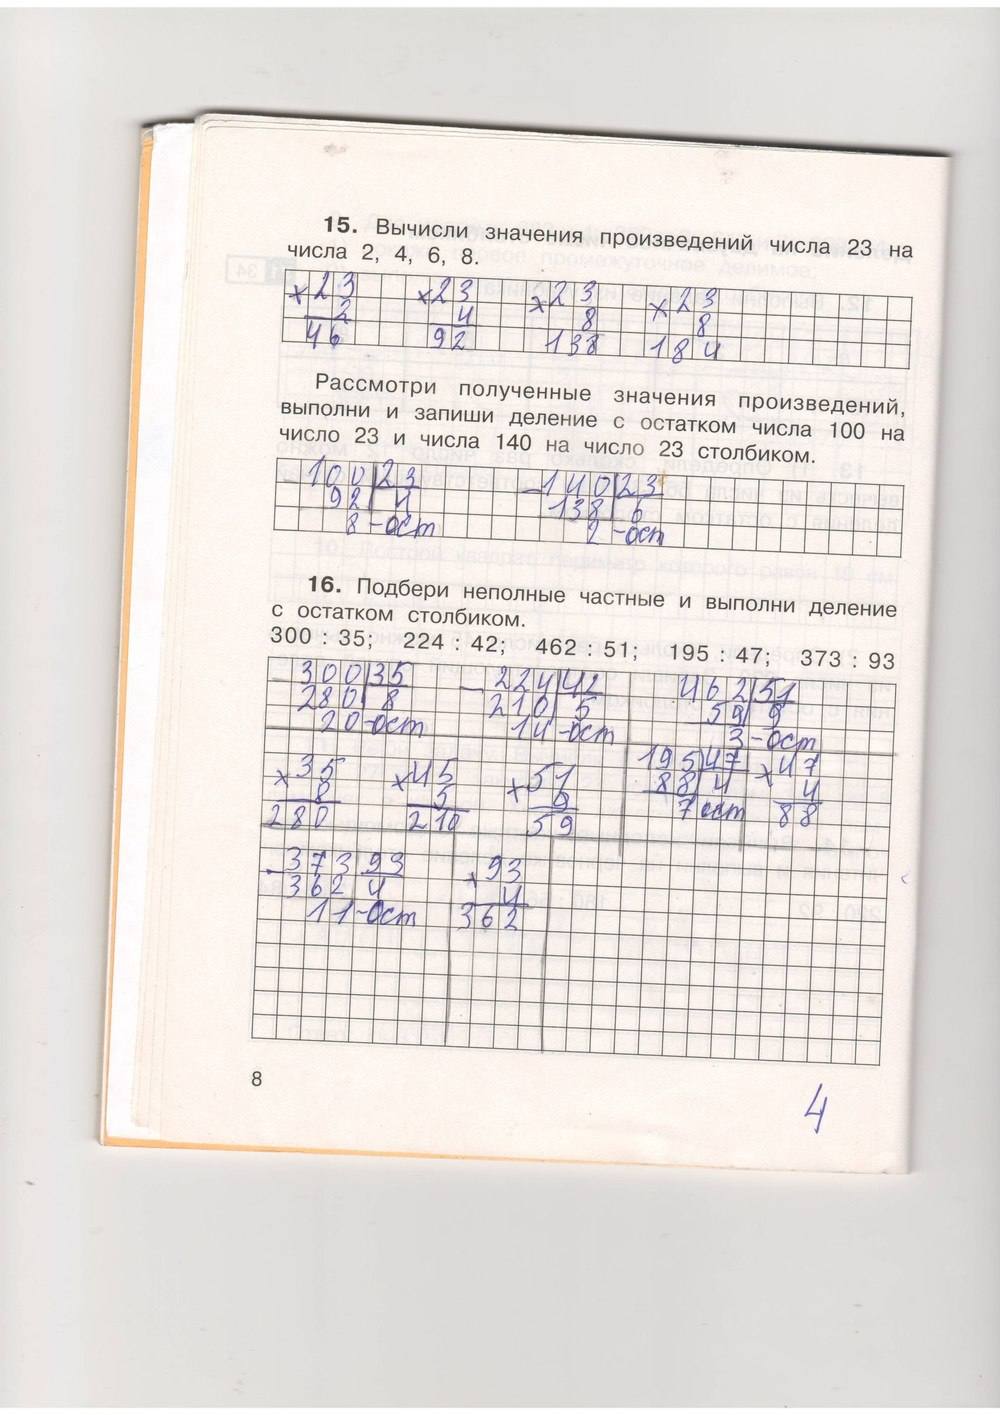 15. Вычисли значения произведений числа 23 на
числа 2, 4, 6, 8.
×23 ×23 ×23 ×23
2 4 8 8
46 92 138 184
Рассмотри полученные значения произведений,
выполни и запиши деление с остатком числа 100 на
число 23 и числа 140 на число 23 столбиком.
-100|23 -140|23
92|4 138|6
8-ост 2-ост
16. Подбери неполные частные и выполни деление
с остатком столбиком.
300 : 35; 224 : 42; 462 : 51; 195 : 47; 373 : 93
-300|35 -224|42 462|51
280|8 210|5 59|9
20-ост 14-ост 3-ост
×35 ×45 ×51 195|47 ×47
8 5 9 88|4 4
280 210 59 7 ост 88
-373|93 ×93
362|4 4
11-ост 362
8
4